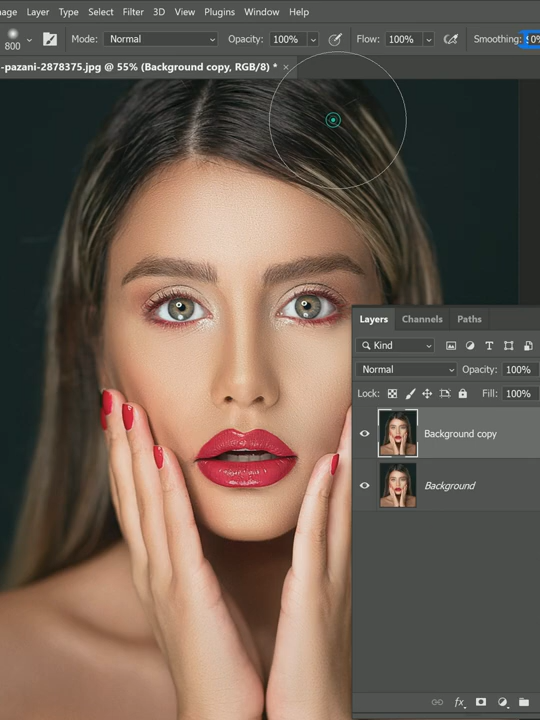 age Layer Type Select Filter 3D View Plugins Window Help
800 Mode: Normal Opacity: 100% Flow: 100% Smoothing: 0%
-pazani-2878375.jpg @ 55% (Background copy, RGB/8) * ×
Layers Channels Paths
Kind
Normal Opacity: 100%
Lock: Fill: 100%
Background copy
Background
fx